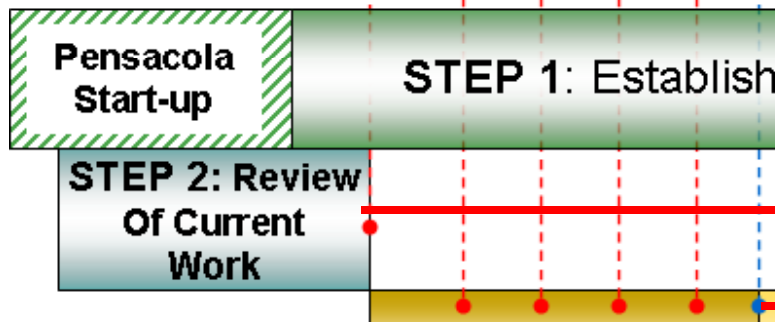 Pensacola
Start-up
STEP 1: Establish
STEP 2: Review
Of Current
Work